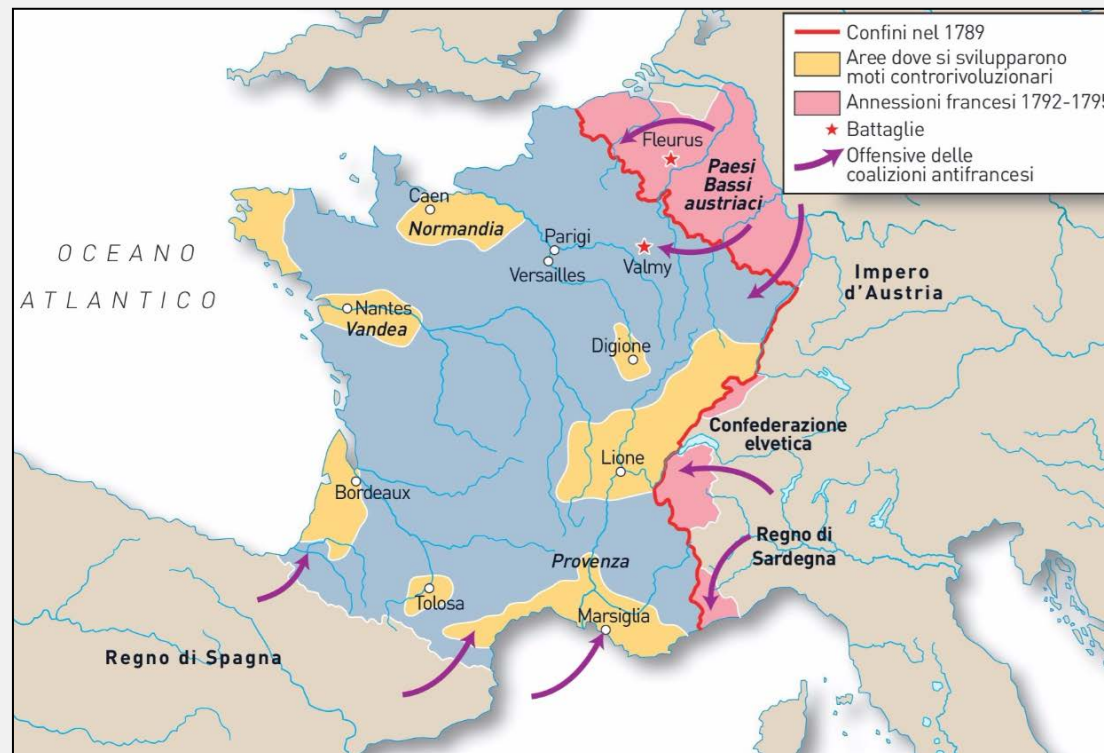 Confini nel 1789
Aree dove si svilupparono
moti controrivoluzionari
Annessioni francesi 1792-1795
Battaglie
Offensive delle
coalizioni antifrancesi
Fleurus
Paesi
Bassi
austriaci
Caen
Normandia
Parigi
Versailles
Valmy
OCEANO
ATLANTICO
Impero
d'Austria
Nantes
Vandea
Digione
Confederazione
elvetica
Lione
Bordeaux
Regno di
Sardegna
Provenza
Tolosa
Marsiglia
Regno di Spagna